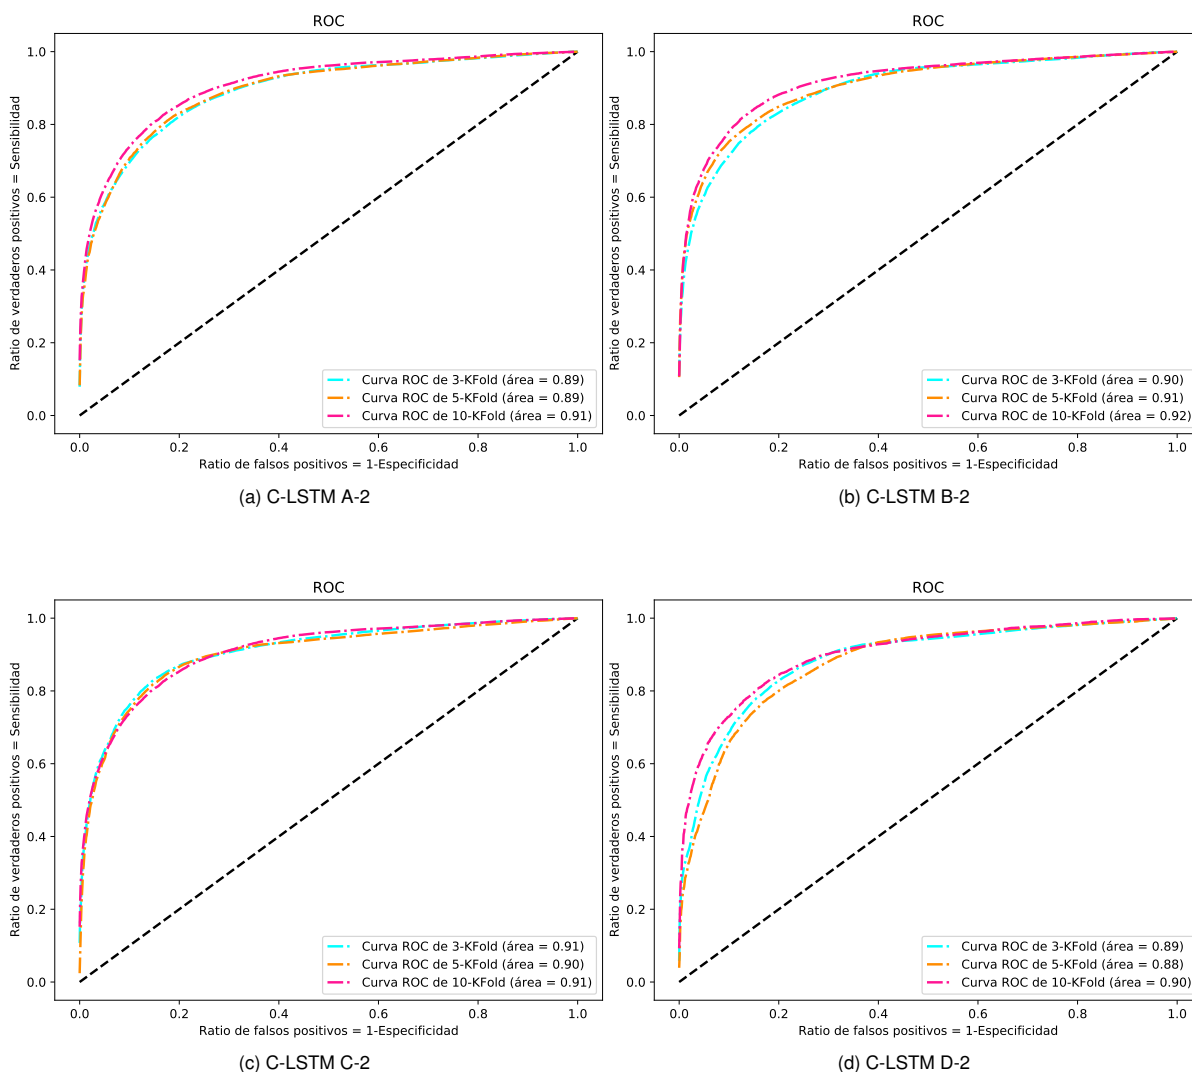 ROC
Ratio de verdaderos positivos = Sensibilidad
1.0
0.8
0.6
0.4
0.2
0.0
Curva ROC de 3-KFold (área = 0.89)
Curva ROC de 5-KFold (área = 0.89)
Curva ROC de 10-KFold (área = 0.91)
0.0 0.2 0.4 0.6 0.8 1.0
Ratio de falsos positivos = 1-Especificidad
(a) C-LSTM A-2
ROC
Ratio de verdaderos positivos = Sensibilidad
1.0
0.8
0.6
0.4
0.2
0.0
Curva ROC de 3-KFold (área = 0.90)
Curva ROC de 5-KFold (área = 0.91)
Curva ROC de 10-KFold (área = 0.92)
0.0 0.2 0.4 0.6 0.8 1.0
Ratio de falsos positivos = 1-Especificidad
(b) C-LSTM B-2
ROC
Ratio de verdaderos positivos = Sensibilidad
1.0
0.8
0.6
0.4
0.2
0.0
Curva ROC de 3-KFold (área = 0.91)
Curva ROC de 5-KFold (área = 0.90)
Curva ROC de 10-KFold (área = 0.91)
0.0 0.2 0.4 0.6 0.8 1.0
Ratio de falsos positivos = 1-Especificidad
(c) C-LSTM C-2
ROC
Ratio de verdaderos positivos = Sensibilidad
1.0
0.8
0.6
0.4
0.2
0.0
Curva ROC de 3-KFold (área = 0.89)
Curva ROC de 5-KFold (área = 0.88)
Curva ROC de 10-KFold (área = 0.90)
0.0 0.2 0.4 0.6 0.8 1.0
Ratio de falsos positivos = 1-Especificidad
(d) C-LSTM D-2